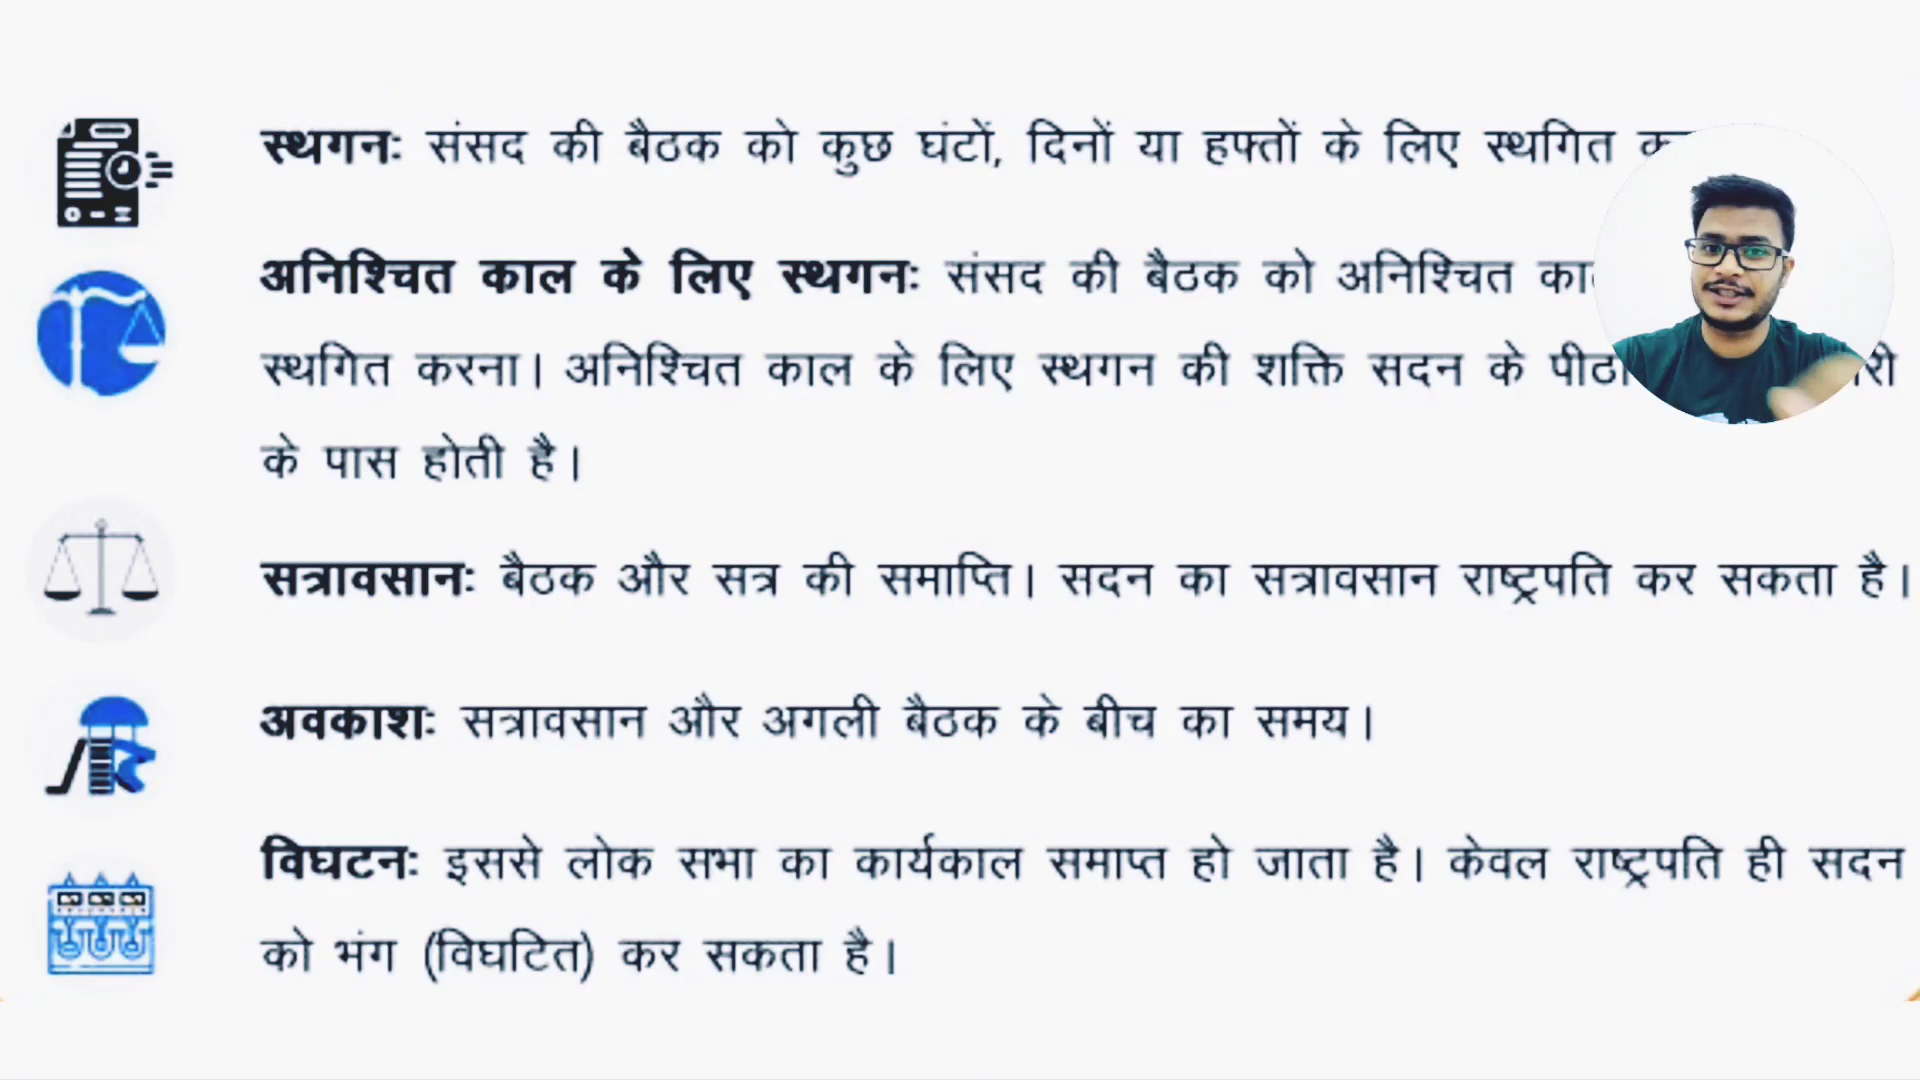 स्थगन: संसद की बैठक को कुछ घंटों, दिनों या हफ्तों के लिए स्थगित
अनिश्चित काल के लिए स्थगन: संसद की बैठक को अनिश्चित
स्थगित करना। अनिश्चित काल के लिए स्थगन की शक्ति सदन के
के पास होती है।
सत्रावसान: बैठक और सत्र की समाप्ति। सदन का सत्रावसान राष्ट्रपति कर सकता है।
अवकाश: सत्रावसान और अगली बैठक के बीच का समय।
विघटन: इससे लोक सभा का कार्यकाल समाप्त हो जाता है। केवल राष्ट्रपति ही सदन
को भंग (विघटित) कर सकता है।